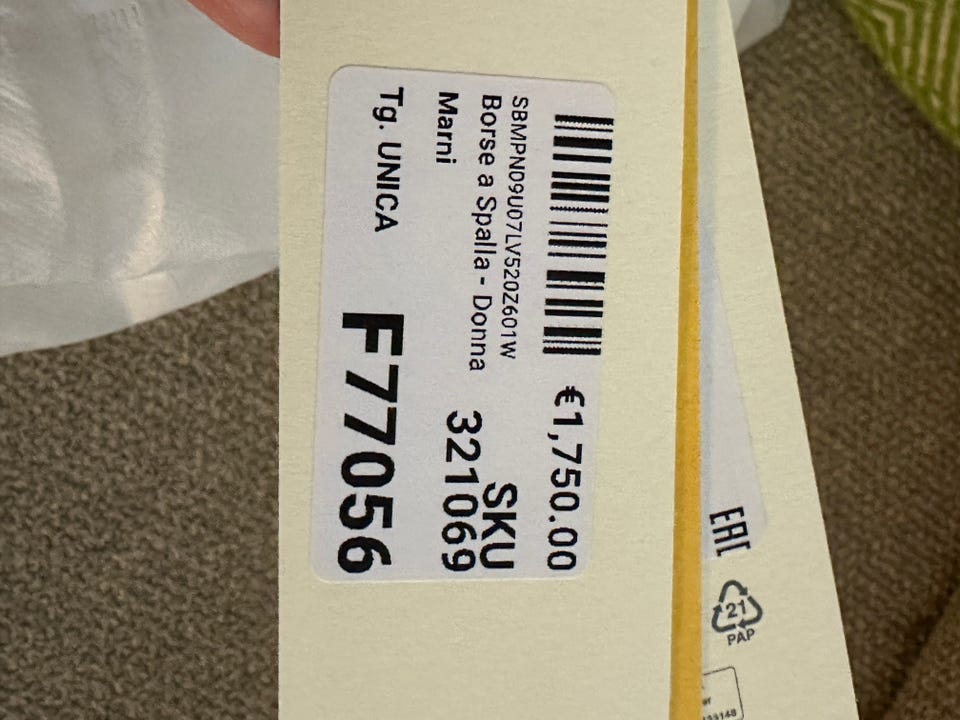 €1,750.00
SBMPN09U07LV520Z601W
Borse a Spalla - Donna
SKU
Marni
321069
Tg. UNICA
F77056
EAC
21
PAP